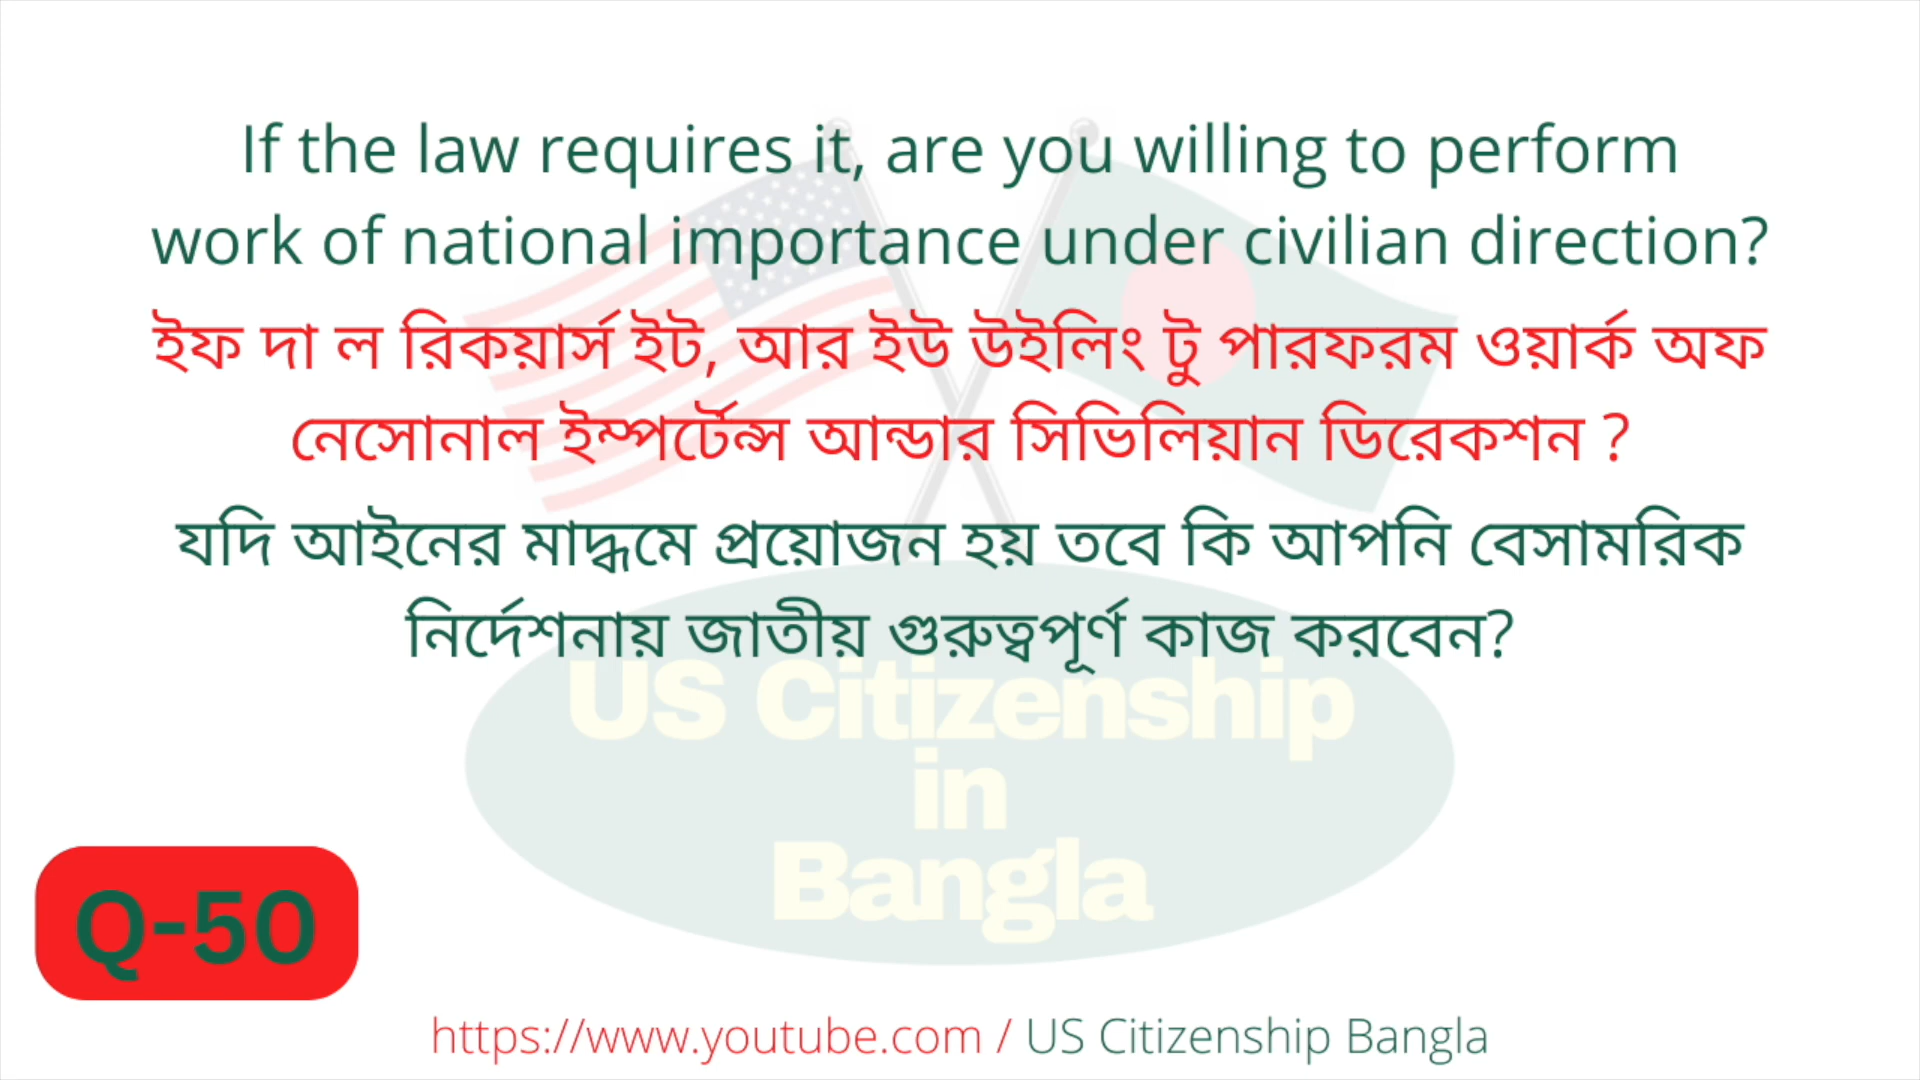 If the law requires it, are you willing to perform
work of national importance under civilian direction?
ইফ দা ল রিকয়ার্স ইট, আর ইউ উইলিং টু পারফরম ওয়ার্ক অফ
নেসোনাল ইম্পর্টেন্স আন্ডার সিভিলিয়ান ডিরেকশন ?
যদি আইনের মাদ্ধমে প্রয়োজন হয় তবে কি আপনি বেসামরিক
নির্দেশনায় জাতীয় গুরুত্বপূর্ণ কাজ করবেন?
US Citizenship
in
Bangla
Q-50
https://www.youtube.com / US Citizenship Bangla